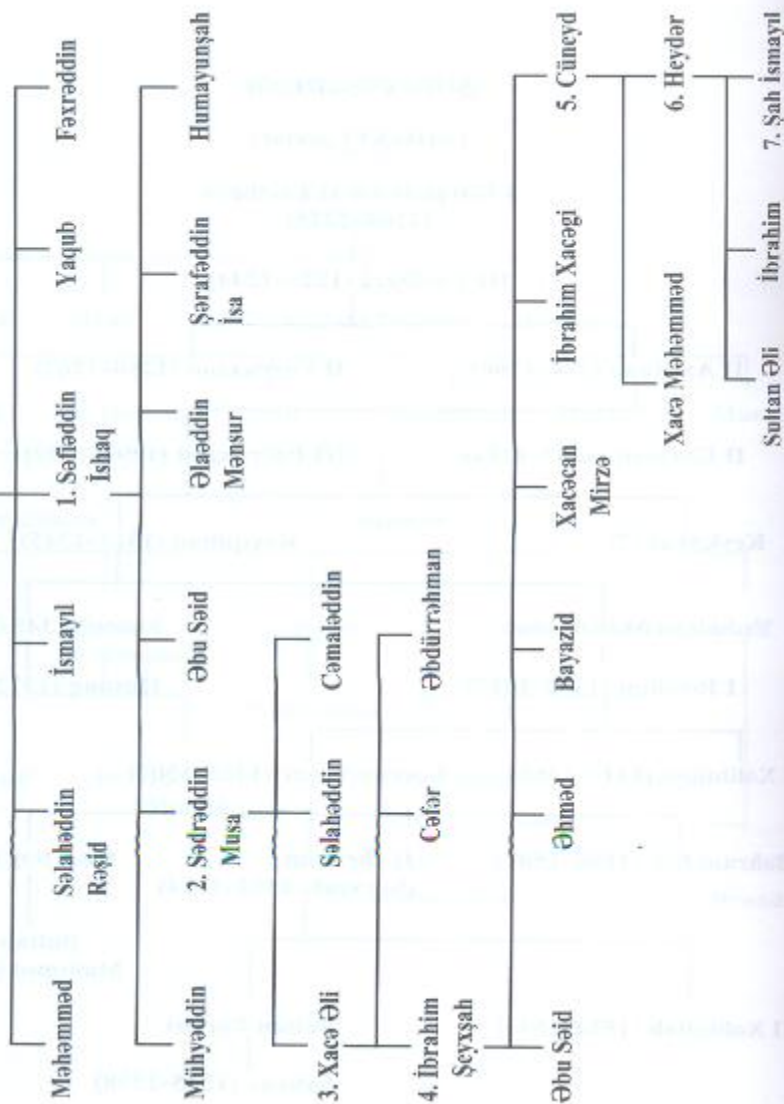 Məhəmməd Səlahəddin İsmayıl 1. Səfiəddin Yaqub Fəxrəddin
Rəşid İshaq
Mühyəddin 2. Sədrəddin Əbu Səid Əlaəddin Şərafəddin Humayunşah
Musa Mənsur İsa
3. Xacə Əli Səlahəddin Cəmaləddin
4. İbrahim Cəfər Əbdürrəhman
Şeyxşah
Əbu Səid Əhməd Bayazid Xacəcan İbrahim Xacəgi 5. Cüneyd
Mirzə
Xacə Məhəmməd 6. Heydər
Sultan Əli İbrahim 7. Şah İsmayıl